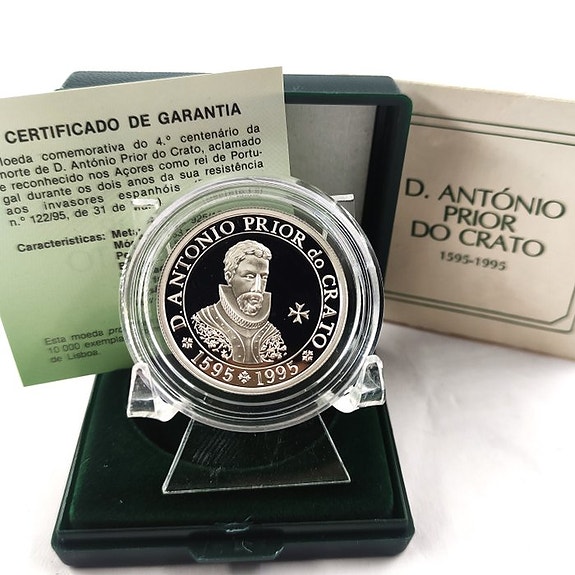 CERTIFICADO DE GARANTIA
moeda comemorativa do 4.º centenário da
morte de D. António Prior do Crato, aclamado
e reconhecido nos Açores como rei de Portu-
gal durante os dois anos da sua resistência
aos invasores espanhóis
n.º 122/95, de 31 de
Características:
Esta moeda
10 000
de Lisboa.
D. ANTONIO PRIOR do CRATO
1595 1995
D. ANTÓNIO
PRIOR
DO CRATO
1595-1995